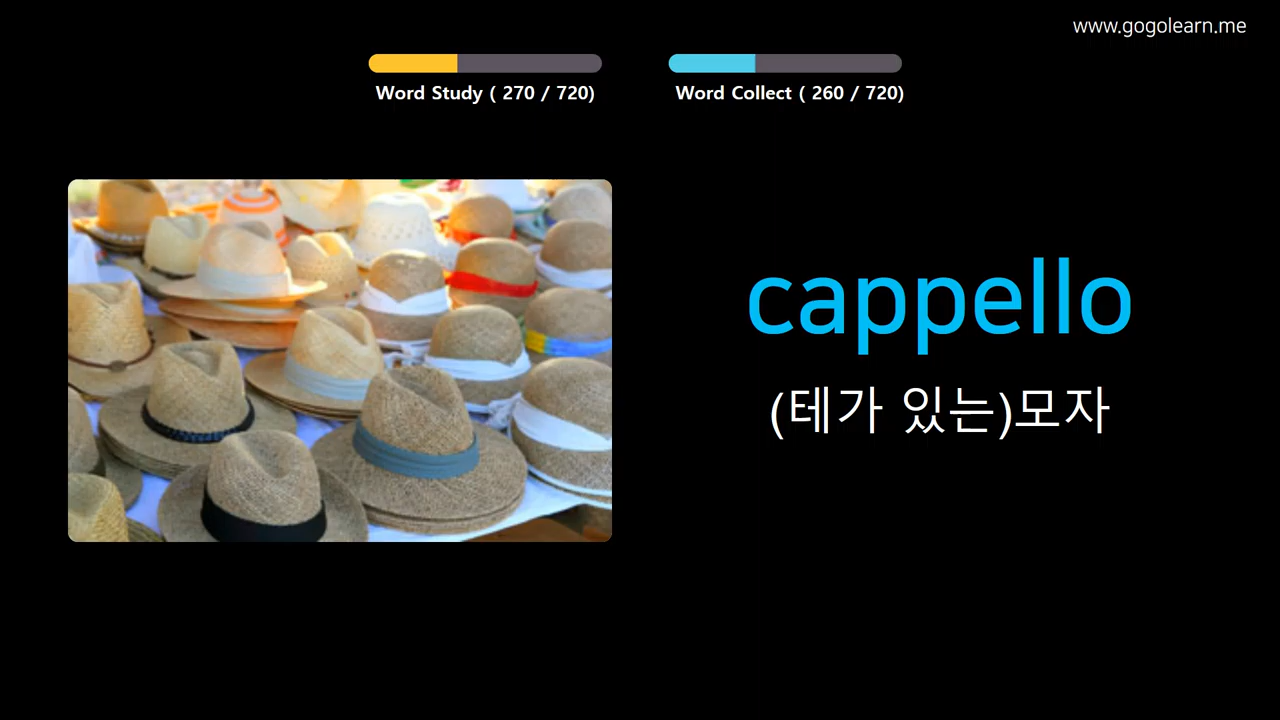 www.gogolearn.me
Word Study ( 270 / 720)
Word Collect ( 260 / 720)
cappello
(테가 있는)모자